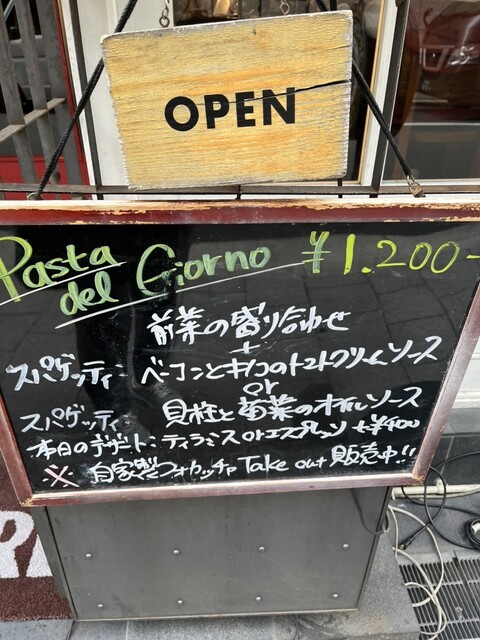 OPEN
Pasta del Giorno ¥1.200-
前菜の盛り合わせ
+
スパゲッティ: ベーコンとキノコのトマトクリームソース
or
スパゲッティ: 貝柱と菊菜のオイルソース
本日のデザート: ティラミス or エスプレッソ +¥400
※ 自家製フォカッチャ Take out 販売中!!